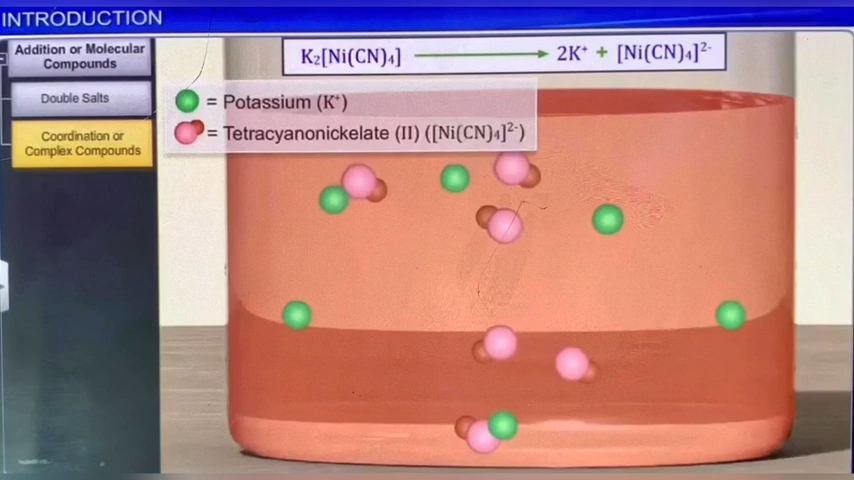 INTRODUCTION
Addition or Molecular
Compounds
Double Salts
Coordination or
Complex Compounds
K₂[Ni(CN)₄] ⟶ 2K⁺ + [Ni(CN)₄]²⁻
= Potassium (K⁺)
= Tetracyanonickelate (II) ([Ni(CN)₄]²⁻)